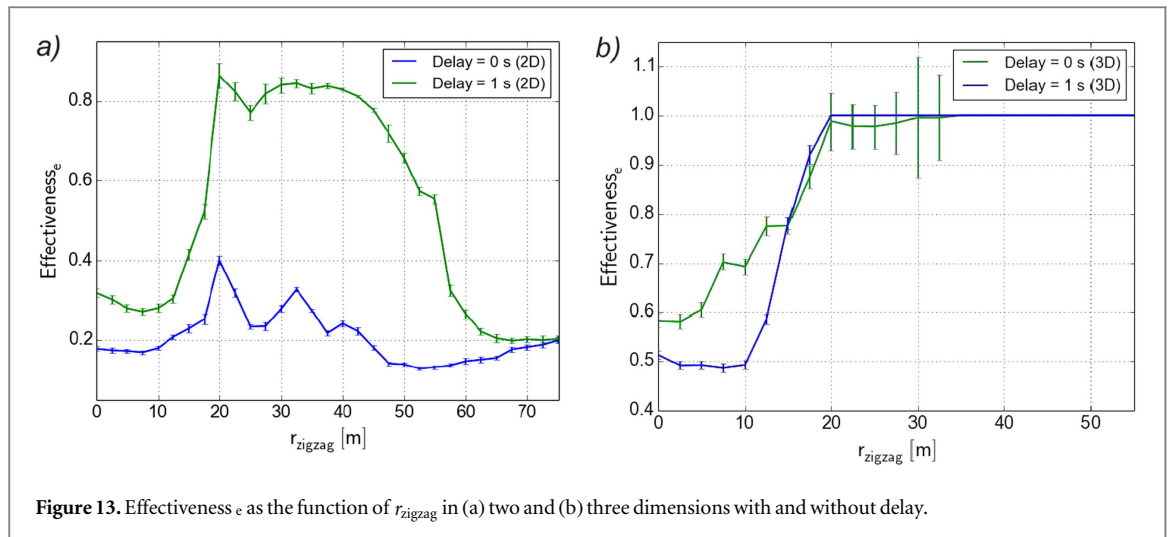 a)
Delay = 0 s (2D)
Delay = 1 s (2D)
Effectiveness_e
0.8
0.6
0.4
0.2
0 10 20 30 40 50 60 70
r_zigzag [m]
b)
Delay = 0 s (3D)
Delay = 1 s (3D)
Effectiveness_e
1.1
1.0
0.9
0.8
0.7
0.6
0.5
0.4
0 10 20 30 40 50
r_zigzag [m]
Figure 13. Effectiveness e as the function of r_zigzag in (a) two and (b) three dimensions with and without delay.